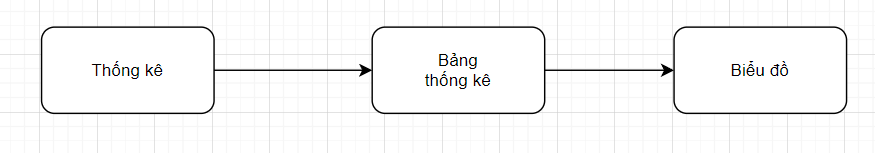 Thống kê
Bảng
thống kê
Biểu đồ